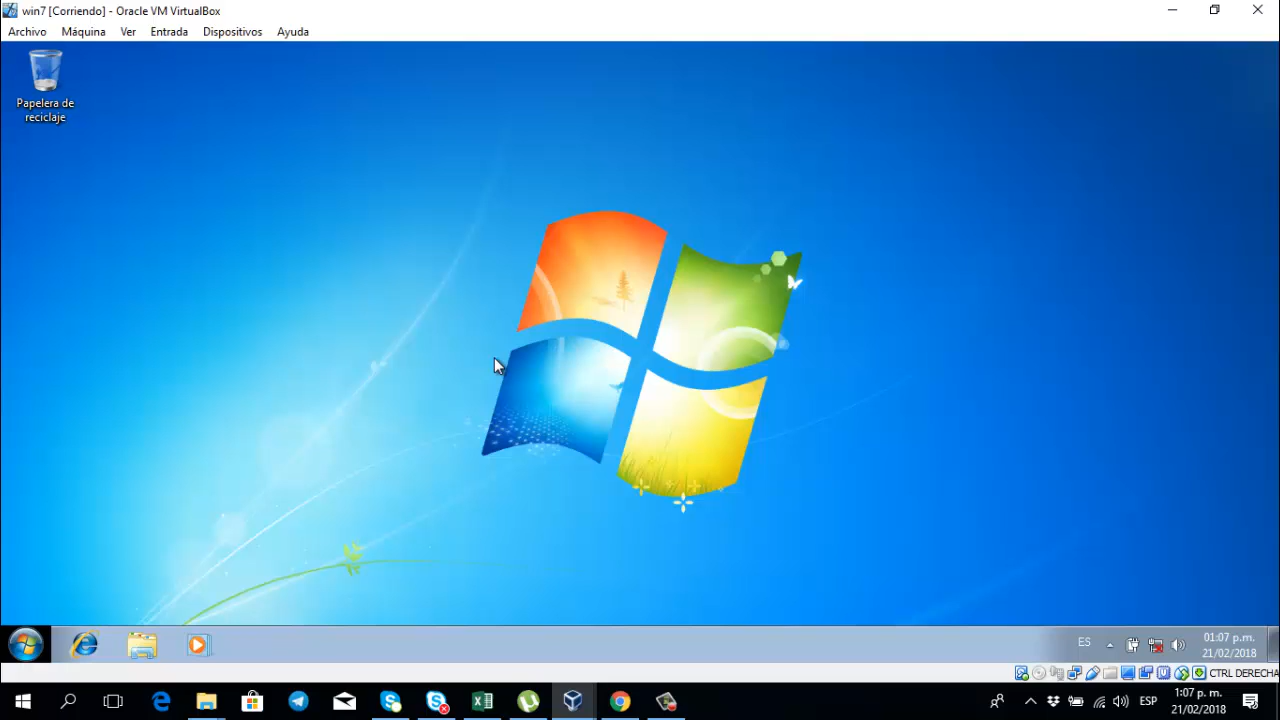 win7 [Corriendo] - Oracle VM VirtualBox
Archivo Máquina Ver Entrada Dispositivos Ayuda
Papelera de
reciclaje
ES
01:07 p.m.
21/02/2018
CTRL DERECHA
ESP
1:07 p. m.
21/02/2018